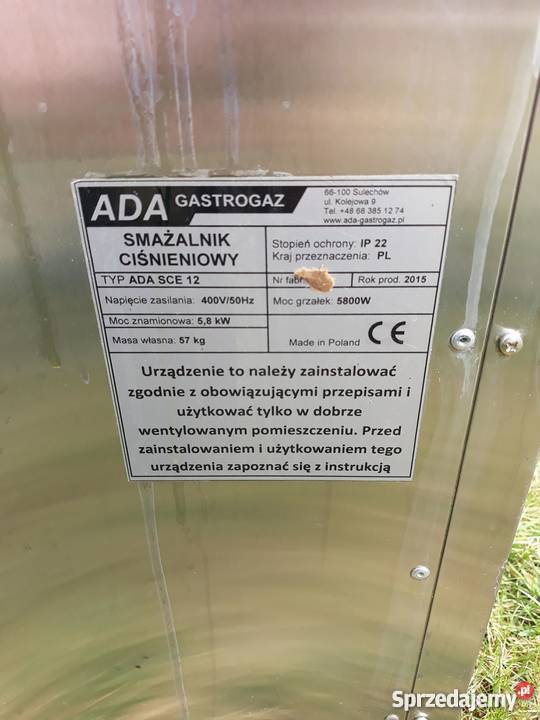 ADA GASTROGAZ
66-100 Sulechów
ul. Kolejowa 9
Tel. +48 68 385 12 74
www.ada-gastrogaz.pl
SMAŻALNIK
CIŚNIENIOWY
Stopień ochrony: IP 22
Kraj przeznaczenia: PL
TYP ADA SCE 12
Nr fabr
Rok prod. 2015
Napięcie zasilania: 400V/50Hz
Moc grzałek: 5800W
Moc znamionowa: 5,8 kW
Masa własna: 57 kg
Made in Poland CE
Urządzenie to należy zainstalować
zgodnie z obowiązującymi przepisami i
użytkować tylko w dobrze
wentylowanym pomieszczeniu. Przed
zainstalowaniem i użytkowaniem tego
urządzenia zapoznać się z instrukcją
Sprzedajemy.pl